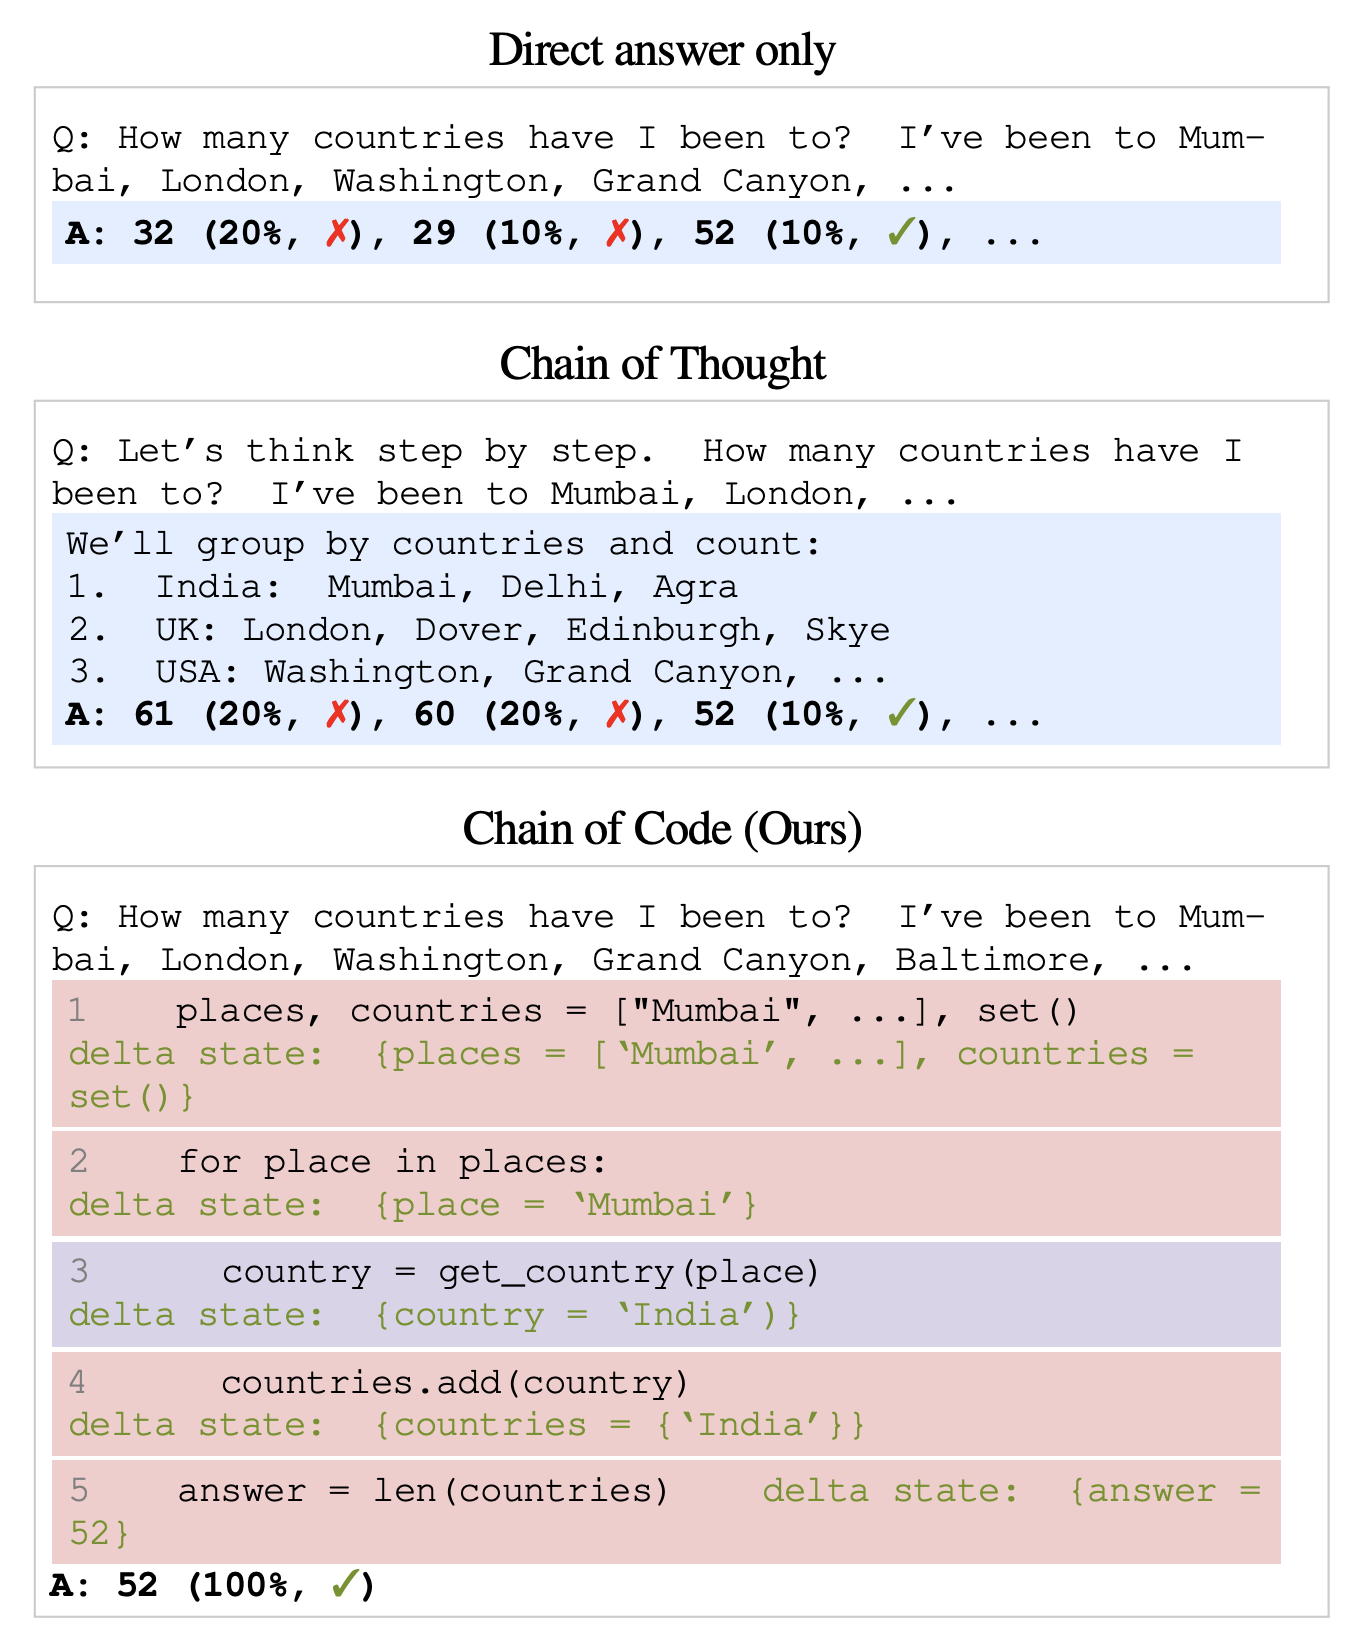 Direct answer only
Q: How many countries have I been to? I’ve been to Mum-
bai, London, Washington, Grand Canyon, ...
A: 32 (20%, ✗), 29 (10%, ✗), 52 (10%, ✓), ...
Chain of Thought
Q: Let’s think step by step. How many countries have I
been to? I’ve been to Mumbai, London, ...
We’ll group by countries and count:
1. India: Mumbai, Delhi, Agra
2. UK: London, Dover, Edinburgh, Skye
3. USA: Washington, Grand Canyon, ...
A: 61 (20%, ✗), 60 (20%, ✗), 52 (10%, ✓), ...
Chain of Code (Ours)
Q: How many countries have I been to? I’ve been to Mum-
bai, London, Washington, Grand Canyon, Baltimore, ...
1 places, countries = ["Mumbai", ...], set()
delta state: {places = [‘Mumbai’, ...], countries =
set()}
2 for place in places:
delta state: {place = ‘Mumbai’}
3 country = get_country(place)
delta state: {country = ‘India’)}
4 countries.add(country)
delta state: {countries = {‘India’}}
5 answer = len(countries) delta state: {answer =
52}
A: 52 (100%, ✓)